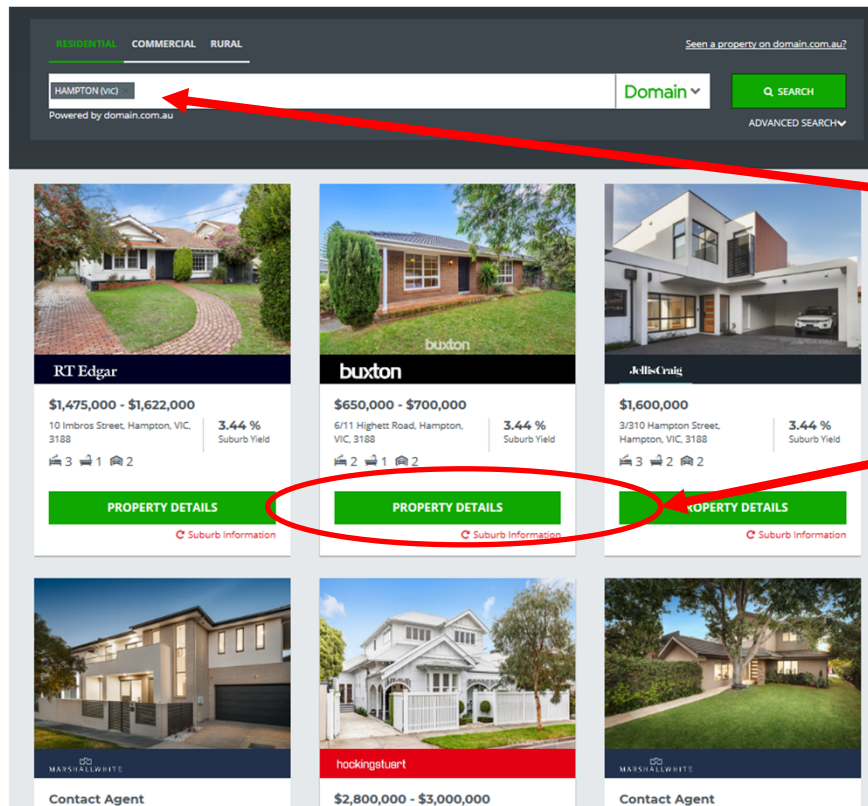 RESIDENTIAL COMMERCIAL RURAL
Seen a property on domain.com.au?
HAMPTON (VIC) ×
Domain
SEARCH
Powered by domain.com.au
ADVANCED SEARCH
buxton
RT Edgar
buxton
JellisCraig
$1,475,000 - $1,622,000
10 Imbros Street, Hampton, VIC,
3188
3.44 %
Suburb Yield
3 1 2
PROPERTY DETAILS
Suburb Information
$650,000 - $700,000
6/11 Highett Road, Hampton,
VIC, 3188
3.44 %
Suburb Yield
2 1 2
PROPERTY DETAILS
Suburb Information
$1,600,000
3/310 Hampton Street,
Hampton, VIC, 3188
3.44 %
Suburb Yield
3 2 2
PROPERTY DETAILS
Suburb Information
MARSHALLWHITE
hockingstuart
MARSHALLWHITE
Contact Agent
$2,800,000 - $3,000,000
Contact Agent